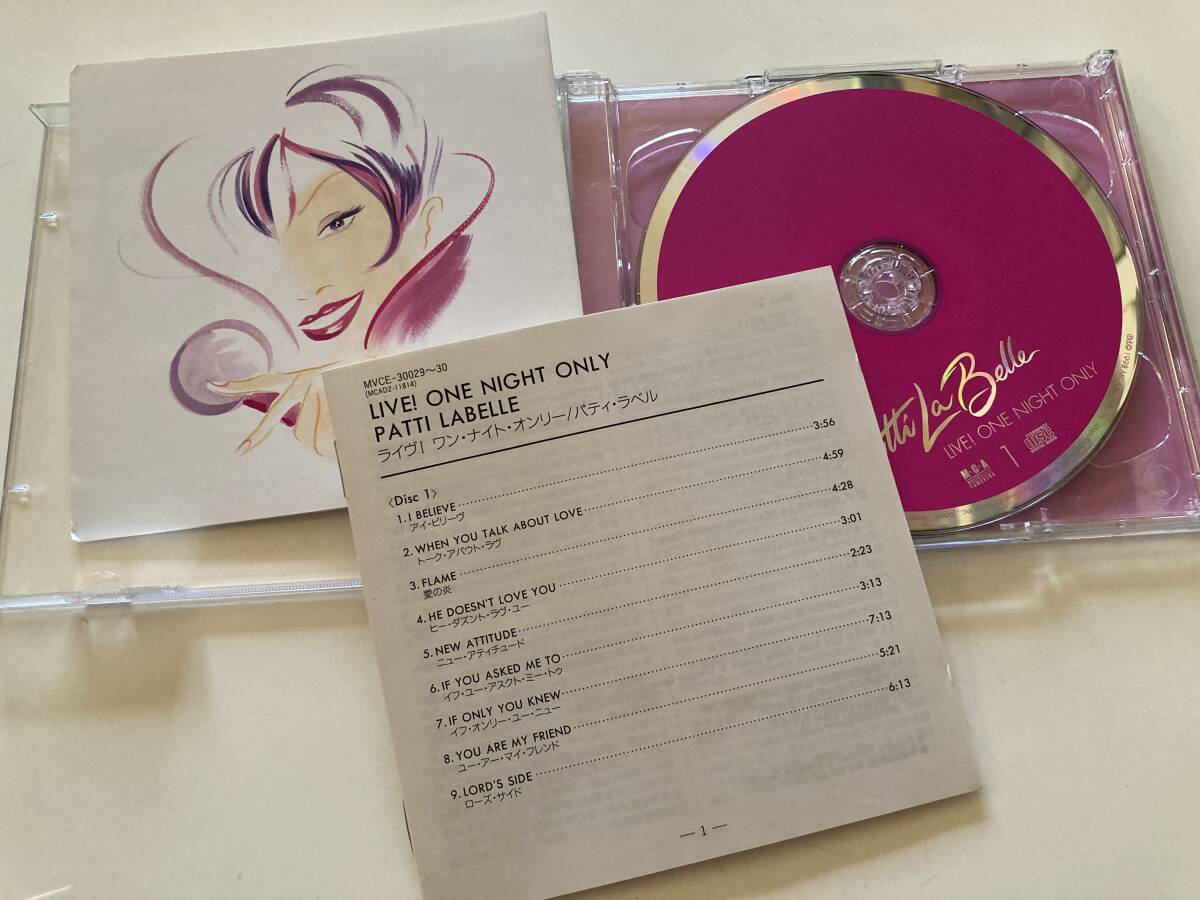 MVCE-30029〜30
(MCAD2-11814)
LIVE! ONE NIGHT ONLY
PATTI LABELLE
ライヴ! ワン・ナイト・オンリー/パティ・ラベル
〈Disc 1〉
1. I BELIEVE 3:56
アイ・ビリーヴ
2. WHEN YOU TALK ABOUT LOVE 4:59
トーク・アバウト・ラヴ
3. FLAME 4:28
愛の炎
4. HE DOESN'T LOVE YOU 3:01
ヒー・ダズント・ラヴ・ユー
5. NEW ATTITUDE 2:23
ニュー・アティチュード
6. IF YOU ASKED ME TO 3:13
イフ・ユー・アスクト・ミー・トゥ
7. IF ONLY YOU KNEW 7:13
イフ・オンリー・ユー・ニュー
8. YOU ARE MY FRIEND 5:21
ユー・アー・マイ・フレンド
9. LORD'S SIDE 6:13
ローズ・サイド
— 1 —
tti LaBelle
LIVE! ONE NIGHT ONLY
M·C·A
1
COMPACT
disc
℗© 1998